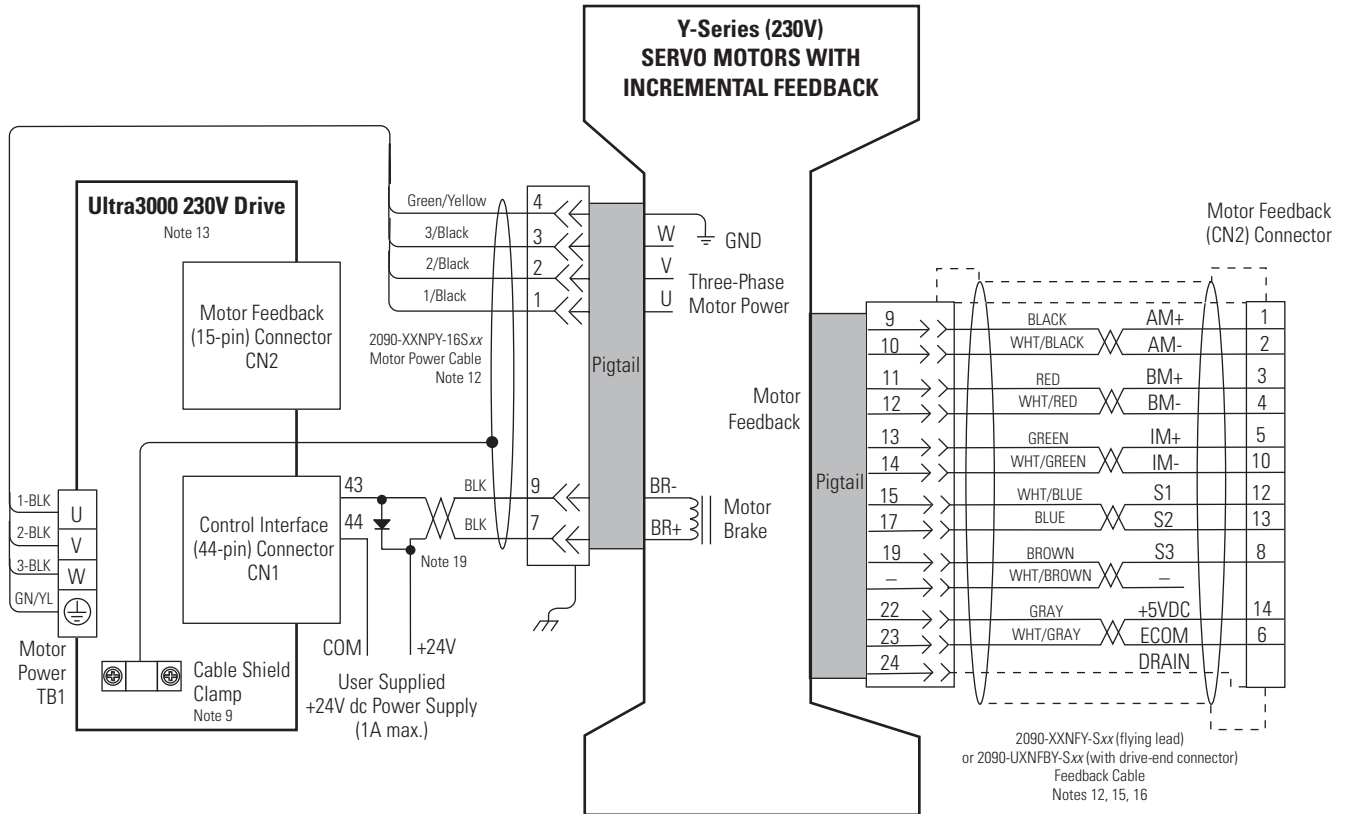 Y-Series (230V)
SERVO MOTORS WITH
INCREMENTAL FEEDBACK
Ultra3000 230V Drive
Note 13
Motor Feedback
(15-pin) Connector
CN2
Control Interface
(44-pin) Connector
CN1
1-BLK
2-BLK
3-BLK
GN/YL
U
V
W
Motor
Power
TB1
Cable Shield
Clamp
Note 9
Green/Yellow
3/Black
2/Black
1/Black
4
3
2
1
2090-XXNPY-16Sxx
Motor Power Cable
Note 12
43
44
BLK
BLK
9
7
Note 19
COM
+24V
User Supplied
+24V dc Power Supply
(1A max.)
Pigtail
W
V
U
GND
Three-Phase
Motor Power
BR-
BR+
Motor
Brake
Motor
Feedback
Pigtail
Motor Feedback
(CN2) Connector
9 BLACK AM+ 1
10 WHT/BLACK AM- 2
11 RED BM+ 3
12 WHT/RED BM- 4
13 GREEN IM+ 5
14 WHT/GREEN IM- 10
15 WHT/BLUE S1 12
17 BLUE S2 13
19 BROWN S3 8
– WHT/BROWN –
22 GRAY +5VDC 14
23 WHT/GRAY ECOM 6
24 DRAIN
2090-XXNFY-Sxx (flying lead)
or 2090-UXNFBY-Sxx (with drive-end connector)
Feedback Cable
Notes 12, 15, 16